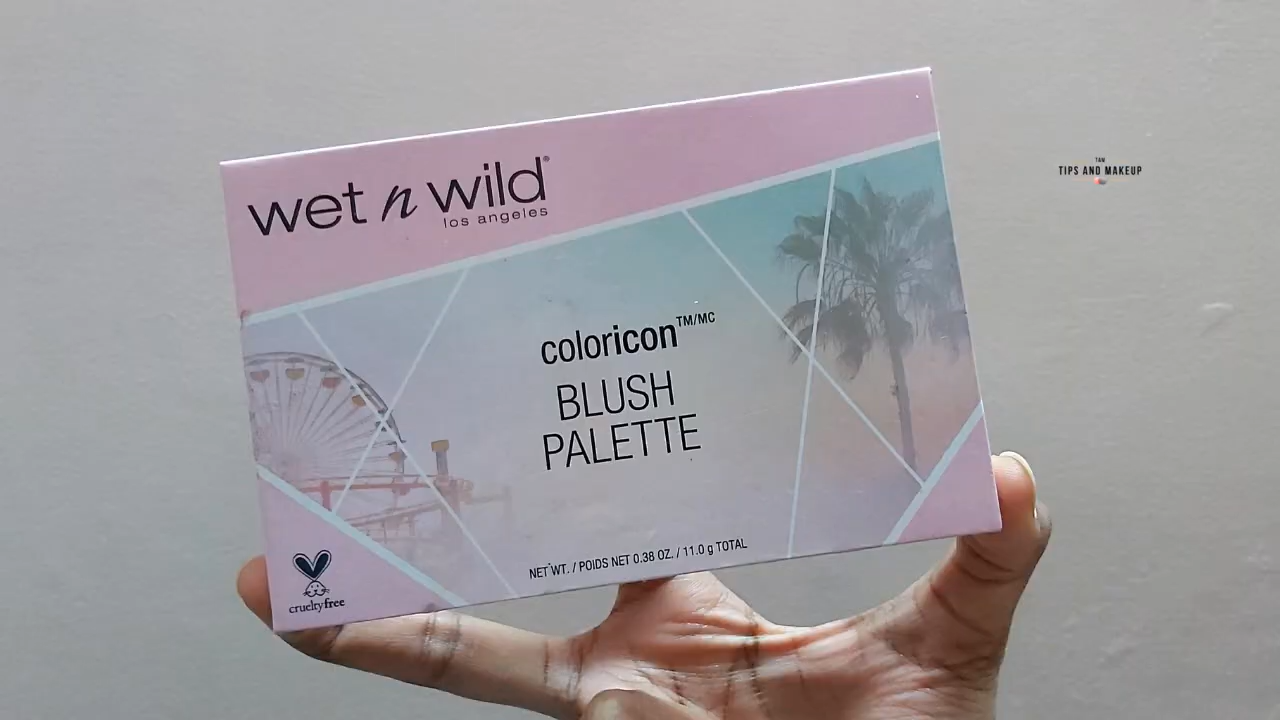 wet n wild®
los angeles
coloricon™/MC
BLUSH
PALETTE
NET WT. / POIDS NET 0.38 OZ. / 11.0 g TOTAL
crueltyfree
TAM
TIPS AND MAKEUP